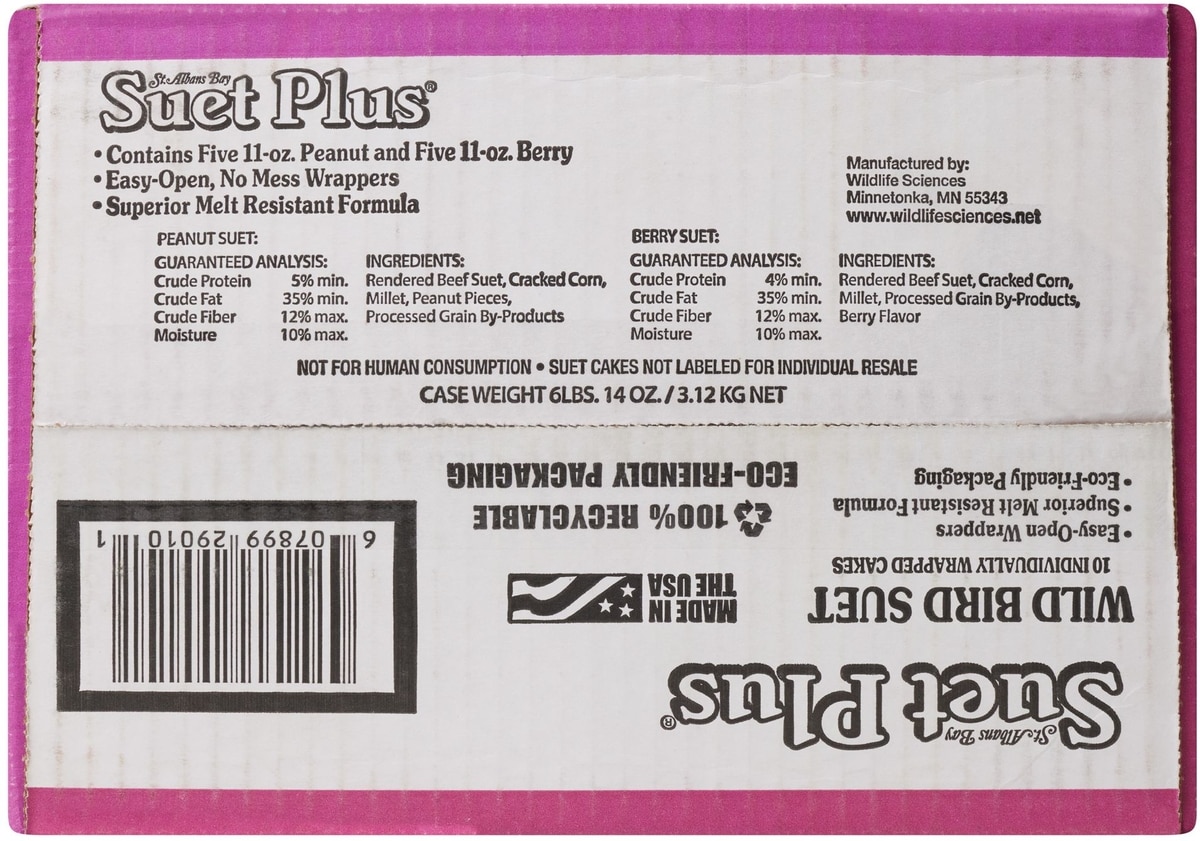 St. Albans Bay
Suet Plus®
• Contains Five 11-oz. Peanut and Five 11-oz. Berry
• Easy-Open, No Mess Wrappers
• Superior Melt Resistant Formula
Manufactured by:
Wildlife Sciences
Minnetonka, MN 55343
www.wildlifesciences.net
PEANUT SUET:
GUARANTEED ANALYSIS:
Crude Protein 5% min.
Crude Fat 35% min.
Crude Fiber 12% max.
Moisture 10% max.
INGREDIENTS:
Rendered Beef Suet, Cracked Corn,
Millet, Peanut Pieces,
Processed Grain By-Products
BERRY SUET:
GUARANTEED ANALYSIS:
Crude Protein 4% min.
Crude Fat 35% min.
Crude Fiber 12% max.
Moisture 10% max.
INGREDIENTS:
Rendered Beef Suet, Cracked Corn,
Millet, Processed Grain By-Products,
Berry Flavor
NOT FOR HUMAN CONSUMPTION • SUET CAKES NOT LABELED FOR INDIVIDUAL RESALE
CASE WEIGHT 6LBS. 14 OZ. / 3.12 KG NET
St. Albans Bay
Suet Plus®
WILD BIRD SUET
10 INDIVIDUALLY WRAPPED CAKES
• Easy-Open Wrappers
• Superior Melt Resistant Formula
• Eco-Friendly Packaging
MADE IN
THE USA
100% RECYCLABLE
ECO-FRIENDLY PACKAGING
6 07899 29010 1